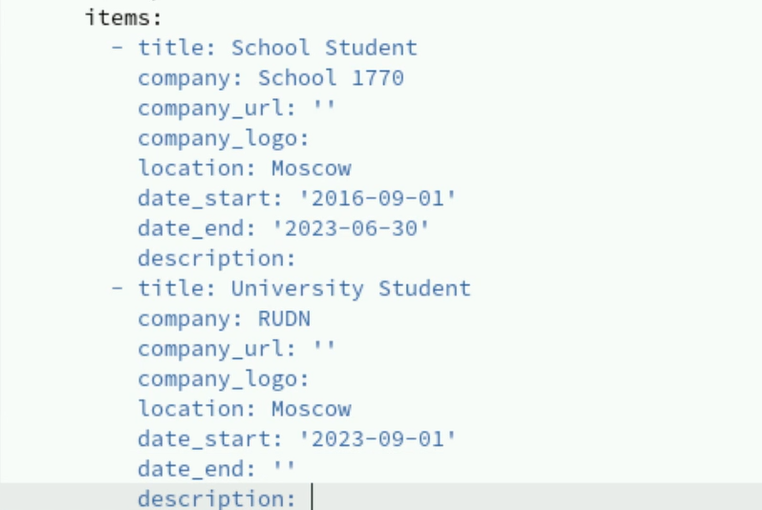 items:
- title: School Student
company: School 1770
company_url: ''
company_logo:
location: Moscow
date_start: '2016-09-01'
date_end: '2023-06-30'
description:
- title: University Student
company: RUDN
company_url: ''
company_logo:
location: Moscow
date_start: '2023-09-01'
date_end: ''
description: